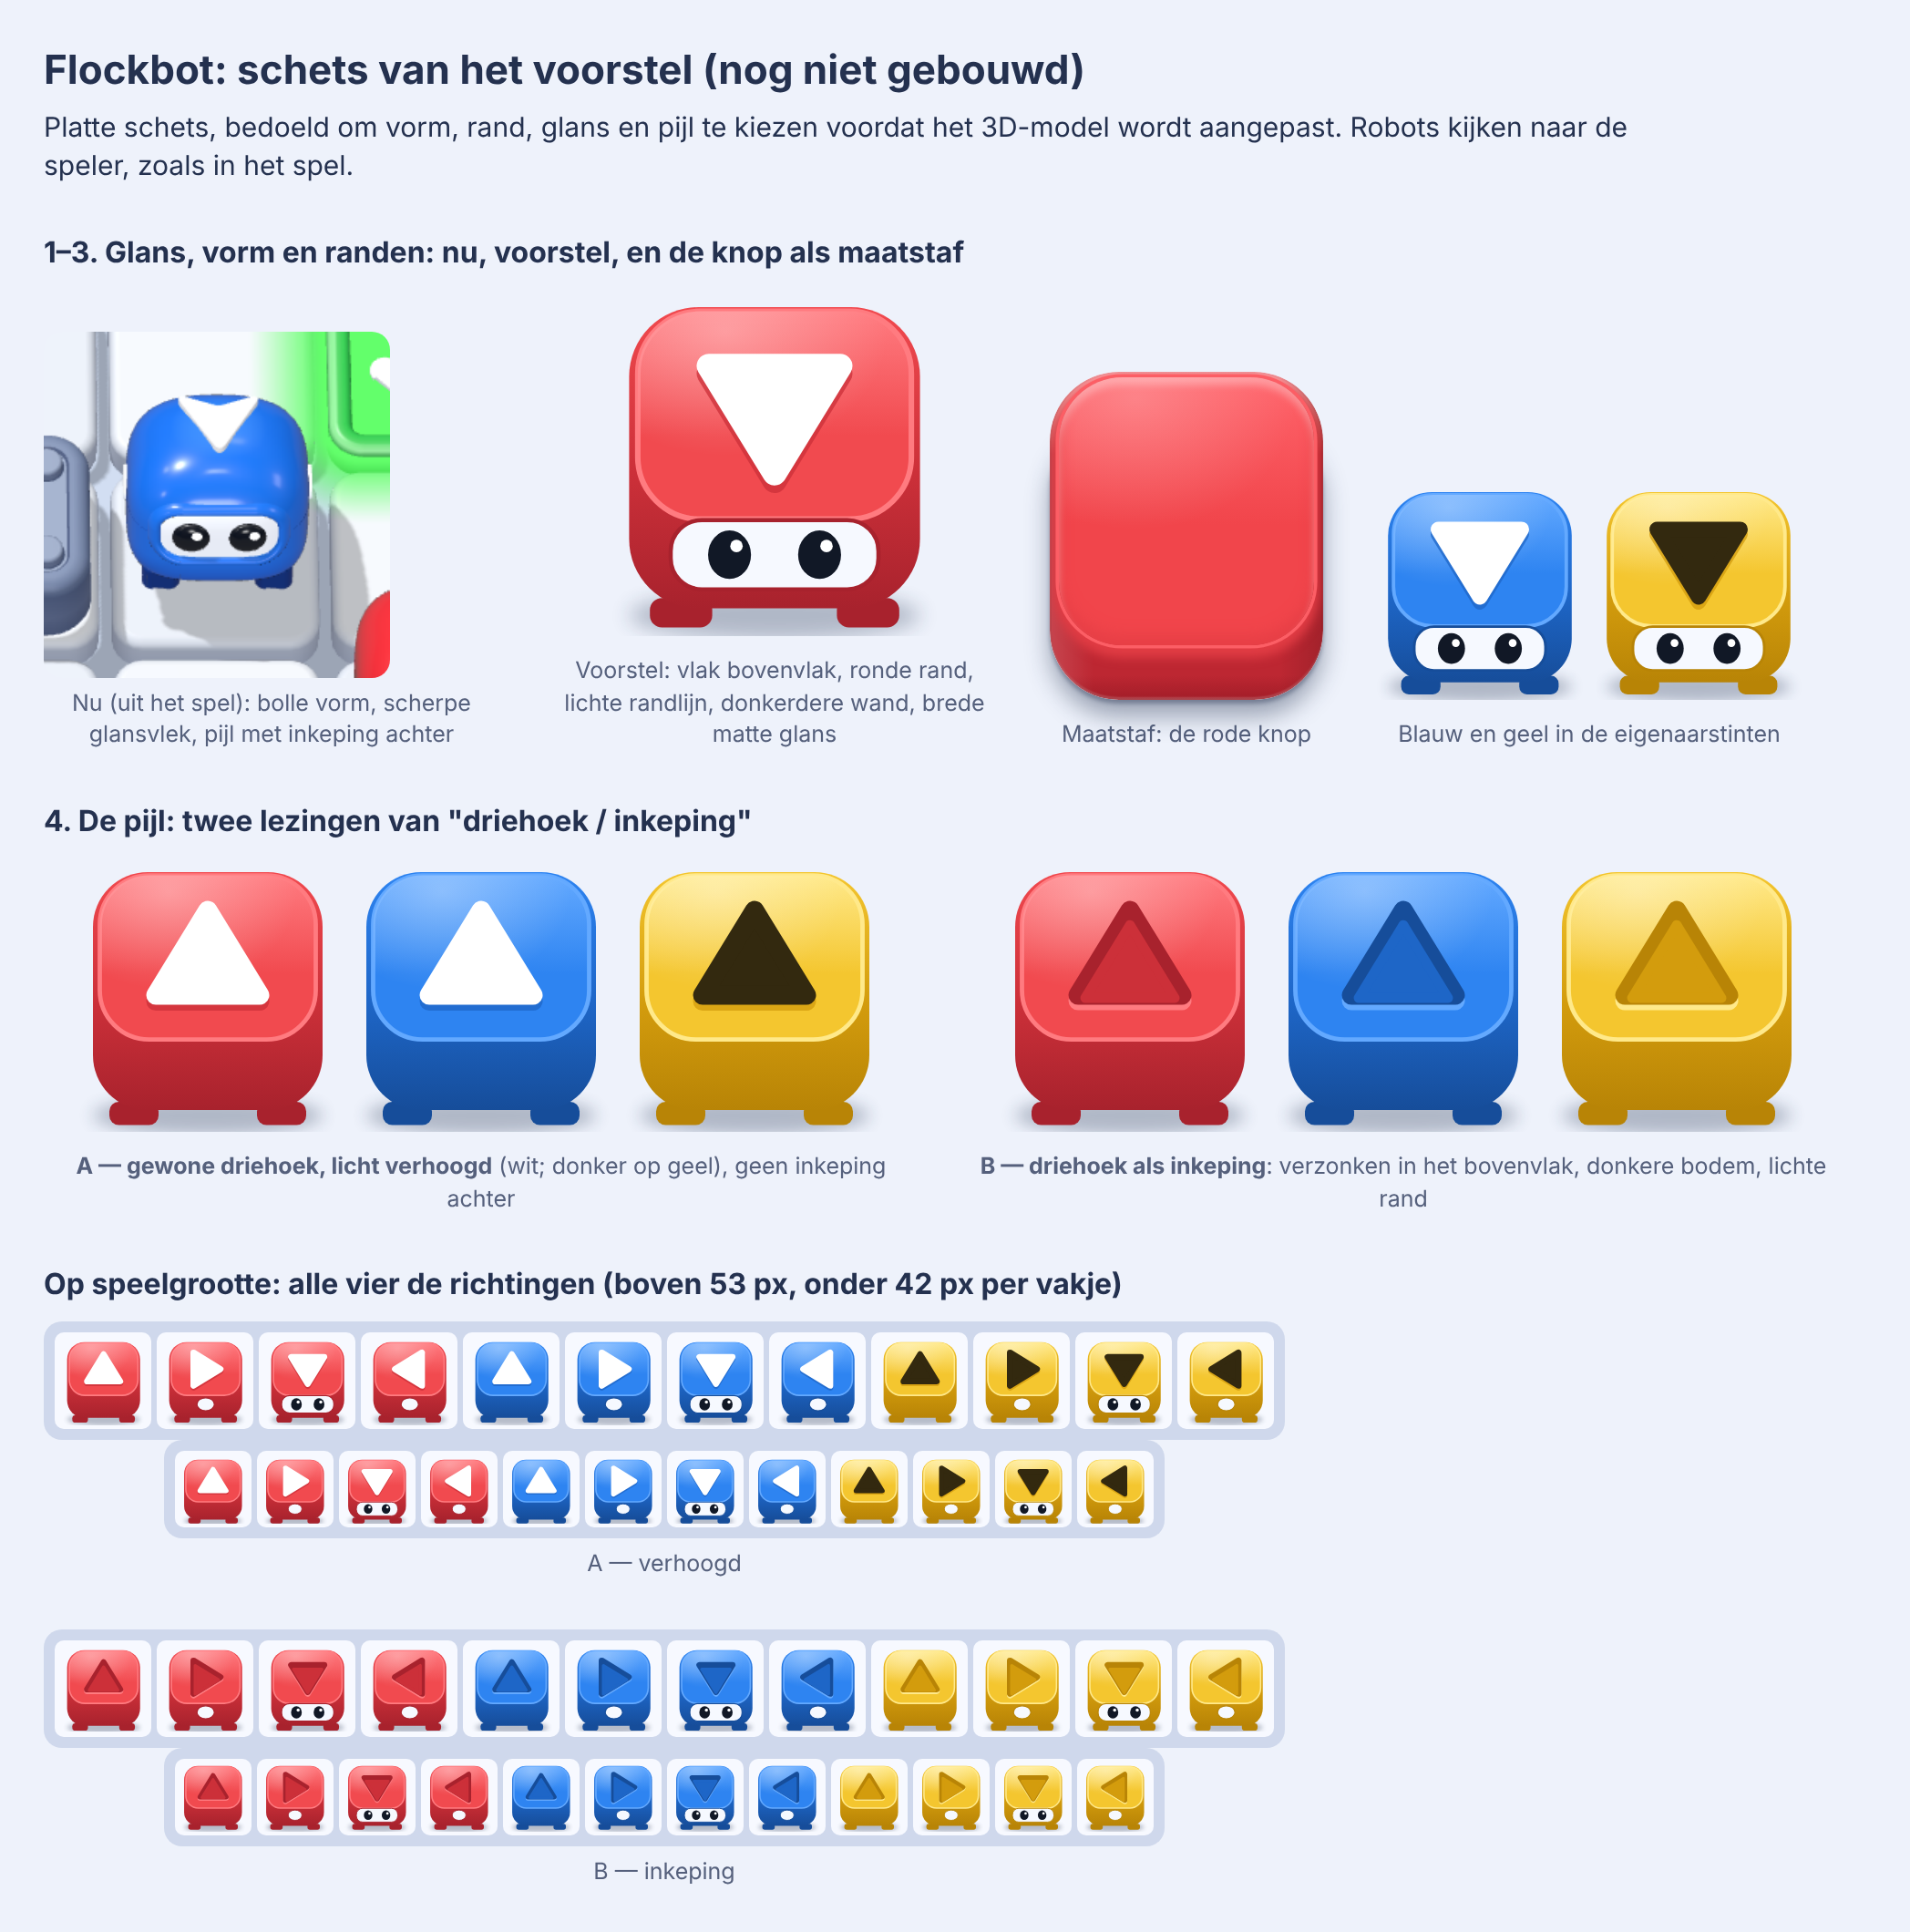 Flockbot: schets van het voorstel (nog niet gebouwd)
Platte schets, bedoeld om vorm, rand, glans en pijl te kiezen voordat het 3D-model wordt aangepast. Robots kijken naar de
speler, zoals in het spel.
1–3. Glans, vorm en randen: nu, voorstel, en de knop als maatstaf
Nu (uit het spel): bolle vorm, scherpe
glansvlek, pijl met inkeping achter
Voorstel: vlak bovenvlak, ronde rand,
lichte randlijn, donkerdere wand, brede
matte glans
Maatstaf: de rode knop
Blauw en geel in de eigenaarstinten
4. De pijl: twee lezingen van "driehoek / inkeping"
A — gewone driehoek, licht verhoogd (wit; donker op geel), geen inkeping
achter
B — driehoek als inkeping: verzonken in het bovenvlak, donkere bodem, lichte
rand
Op speelgrootte: alle vier de richtingen (boven 53 px, onder 42 px per vakje)
A — verhoogd
B — inkeping